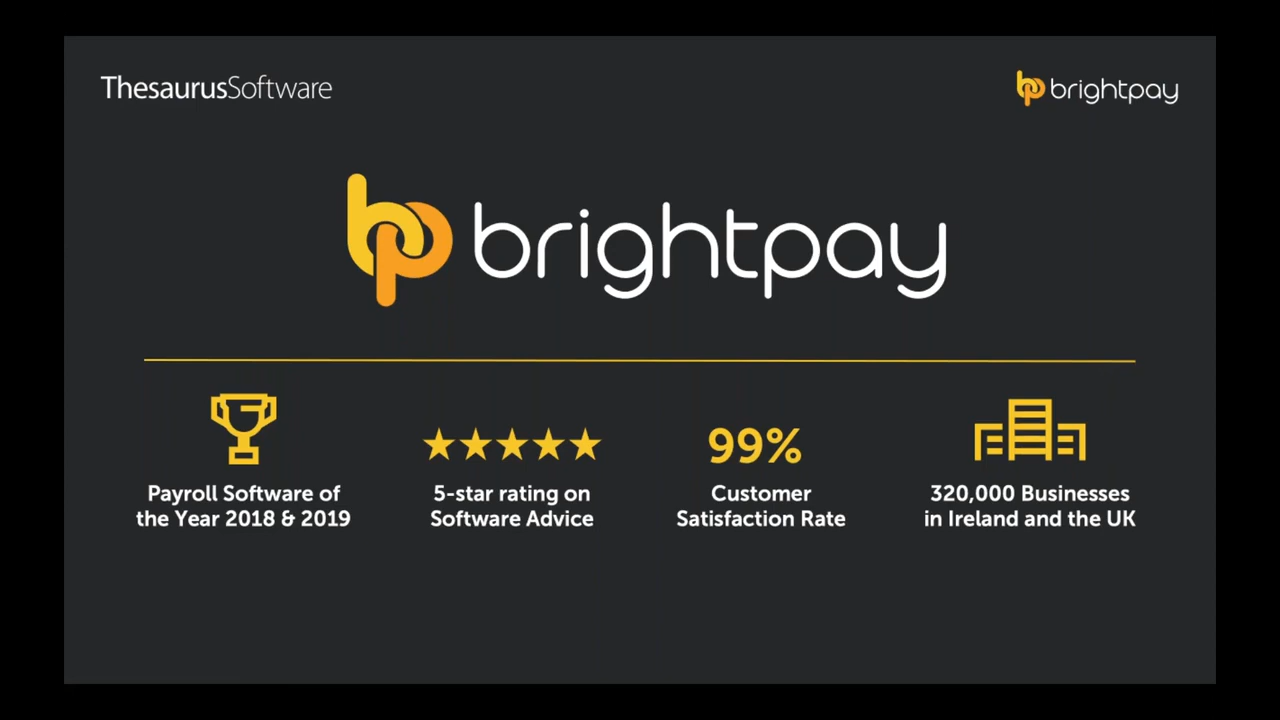 ThesaurusSoftware
brightpay
brightpay
Payroll Software of
the Year 2018 & 2019
5-star rating on
Software Advice
99%
Customer
Satisfaction Rate
320,000 Businesses
in Ireland and the UK